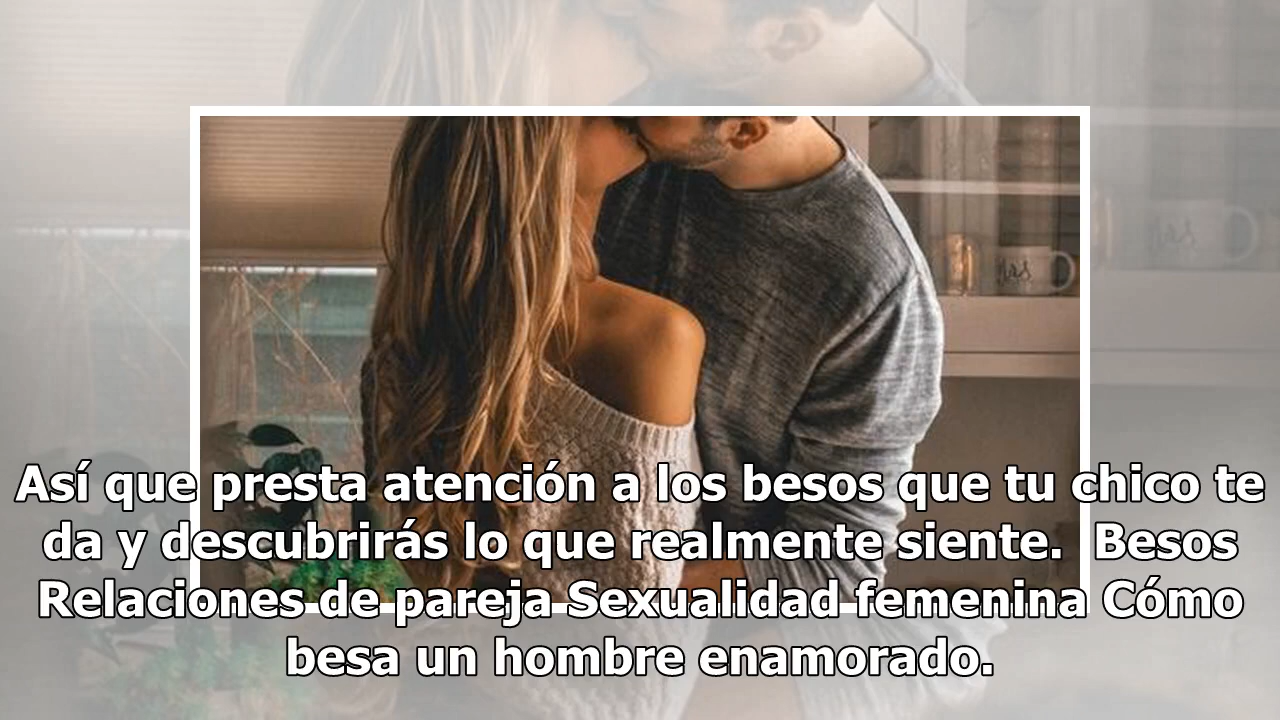 Así que presta atención a los besos que tu chico te
da y descubrirás lo que realmente siente.  Besos
Relaciones de pareja Sexualidad femenina Cómo
besa un hombre enamorado.